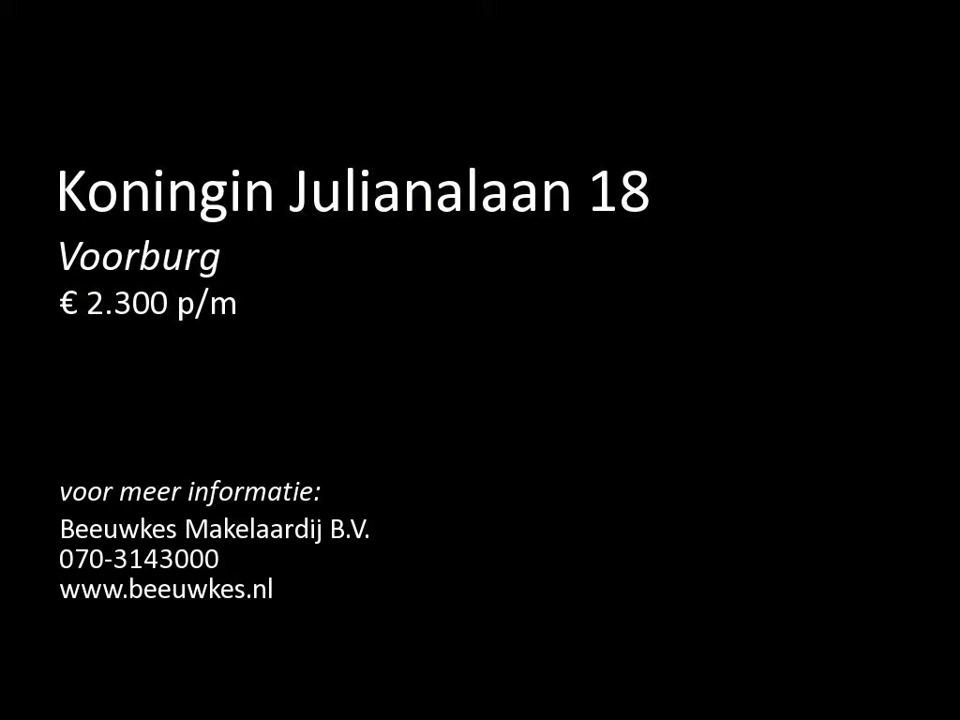 Koningin Julianalaan 18
Voorburg
€ 2.300 p/m
voor meer informatie:
Beeuwkes Makelaardij B.V.
070-3143000
www.beeuwkes.nl